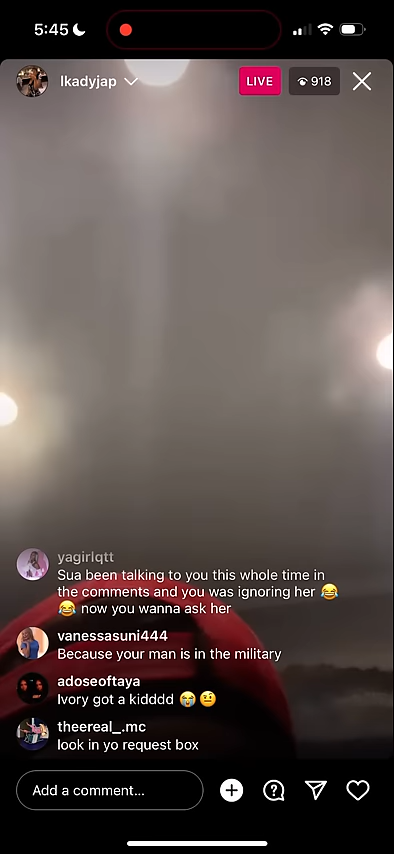 5:45
lkadyjap
LIVE
918
yagirlqtt
Sua been talking to you this whole time in
the comments and you was ignoring her 😂
😂 now you wanna ask her
vanessasuni444
Because your man is in the military
adoseoftaya
Ivory got a kidddd 😭🤨
theereal_.mc
look in yo request box
Add a comment...